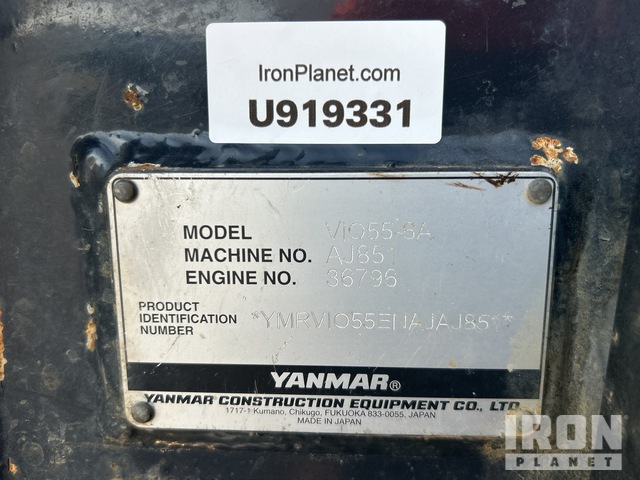 IronPlanet.com
U919331
MODEL VIO55-6A
MACHINE NO. AJ851
ENGINE NO. 36796
PRODUCT
IDENTIFICATION
NUMBER *YMRVIO55ENAJAJ851*
YANMAR®
YANMAR CONSTRUCTION EQUIPMENT CO., LTD.
1717-1 Kumano, Chikugo, FUKUOKA 833-0055, JAPAN
MADE IN JAPAN
IRON
PLANET